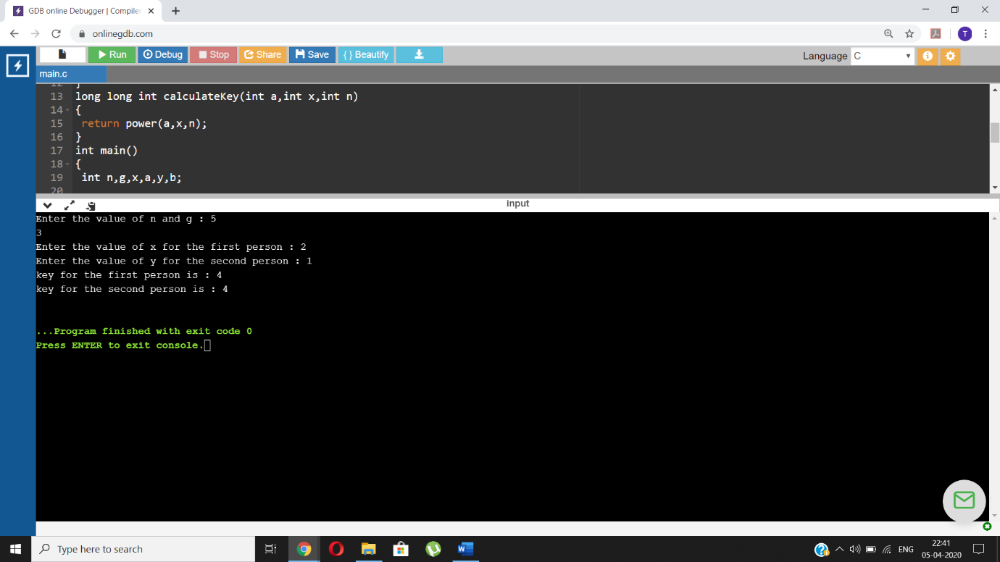 GDB online Debugger | Compiler
onlinegdb.com
T
Run Debug Stop Share Save { } Beautify
Language C
main.c
12 }
13 long long int calculateKey(int a,int x,int n)
14 {
15 return power(a,x,n);
16 }
17 int main()
18 {
19 int n,g,x,a,y,b;
20
input
Enter the value of n and g : 5
3
Enter the value of x for the first person : 2
Enter the value of y for the second person : 1
key for the first person is : 4
key for the second person is : 4
...Program finished with exit code 0
Press ENTER to exit console.
Type here to search
ENG
22:41
05-04-2020